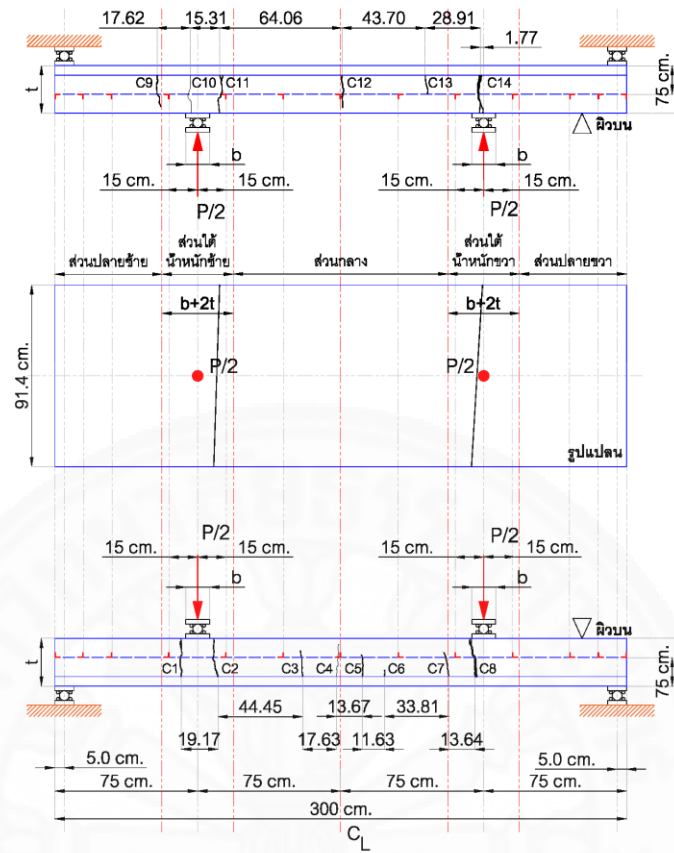 17.62 15.31 64.06 43.70 28.91
1.77
t
C9 C10 C11 C12 C13 C14
75 cm.
ผิวบน
b b
15 cm. 15 cm. 15 cm. 15 cm.
P/2 P/2
ส่วนปลายซ้าย ส่วนใต้ ส่วนกลาง ส่วนใต้ ส่วนปลายขวา
น้ำหนักซ้าย น้ำหนักขวา
b+2t b+2t
91.4 cm.
P/2 P/2
รูปแปลน
P/2 P/2
15 cm. 15 cm. 15 cm. 15 cm.
b b
ผิวบน
t
C1 C2 C3 C4 C5 C6 C7 C8
75 cm.
44.45 13.67 33.81
19.17 17.63 11.63 13.64
5.0 cm. 5.0 cm.
75 cm. 75 cm. 75 cm. 75 cm.
300 cm.
CL